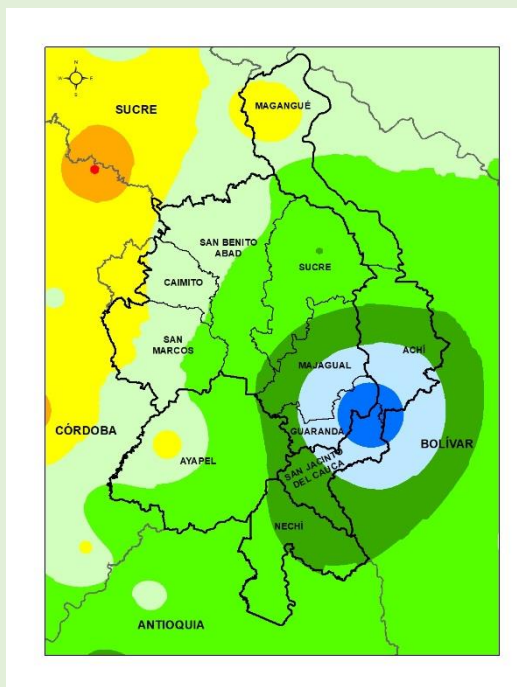 N
SUCRE
MAGANGUÉ
SAN BENITO
ABAD
SUCRE
CAIMITO
SAN
MARCOS
MAJAGUAL
ACHÍ
CÓRDOBA
GUARANDA
BOLÍVAR
AYAPEL
SAN JACINTO
DEL CAUCA
NECHÍ
ANTIOQUIA